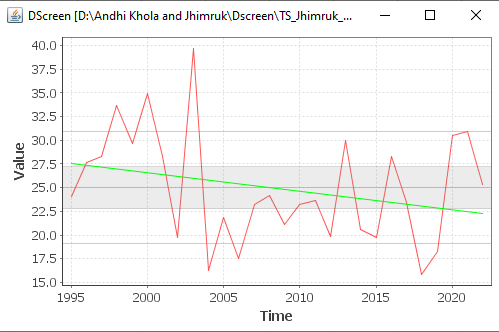 DScreen [D:\Andhi Khola and Jhimruk\Dscreen\TS_Jhimruk_...
40.0
37.5
35.0
32.5
30.0
27.5
25.0
22.5
20.0
17.5
15.0
Value
1995 2000 2005 2010 2015 2020
Time